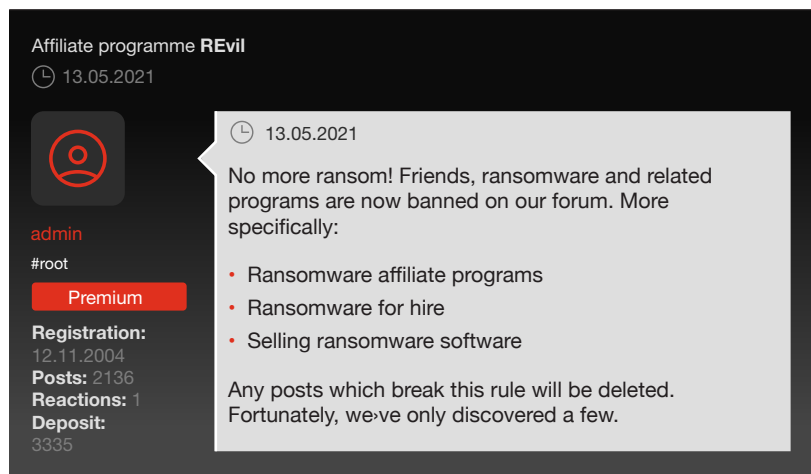 Affiliate programme REvil
13.05.2021
admin
#root
Premium
Registration:
12.11.2004
Posts: 2136
Reactions: 1
Deposit:
3335
13.05.2021
No more ransom! Friends, ransomware and related
programs are now banned on our forum. More
specifically:
• Ransomware affiliate programs
• Ransomware for hire
• Selling ransomware software
Any posts which break this rule will be deleted.
Fortunately, we›ve only discovered a few.